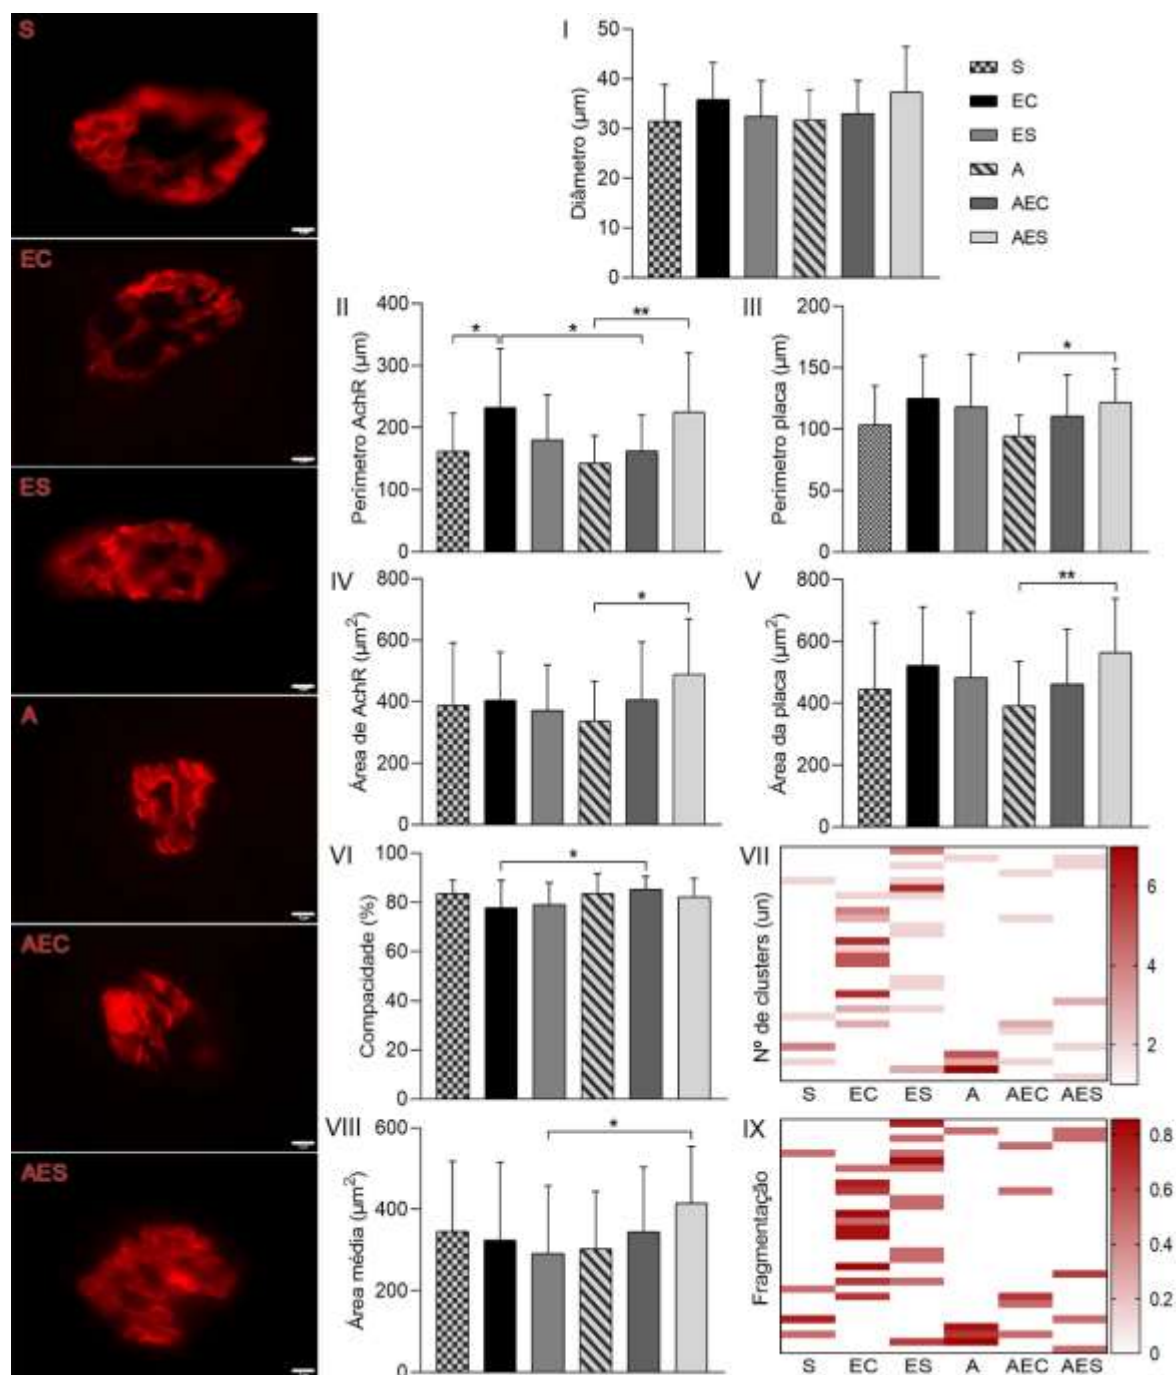 S
EC
ES
A
AEC
AES
I
Diâmetro (µm)
50
40
30
20
10
0
S
EC
ES
A
AEC
AES
II
Perímetro AchR (µm)
400
300
200
100
0
*
*
**
III
Perímetro placa (µm)
200
150
100
50
0
*
IV
Área de AchR (µm²)
800
600
400
200
0
*
V
Área da placa (µm²)
800
600
400
200
0
**
VI
Compacidade (%)
100
80
60
40
20
0
*
VII
Nº de clusters (un)
S EC ES A AEC AES
6
4
2
VIII
Área média (µm²)
600
400
200
0
*
IX
Fragmentação
S EC ES A AEC AES
0.8
0.6
0.4
0.2
0